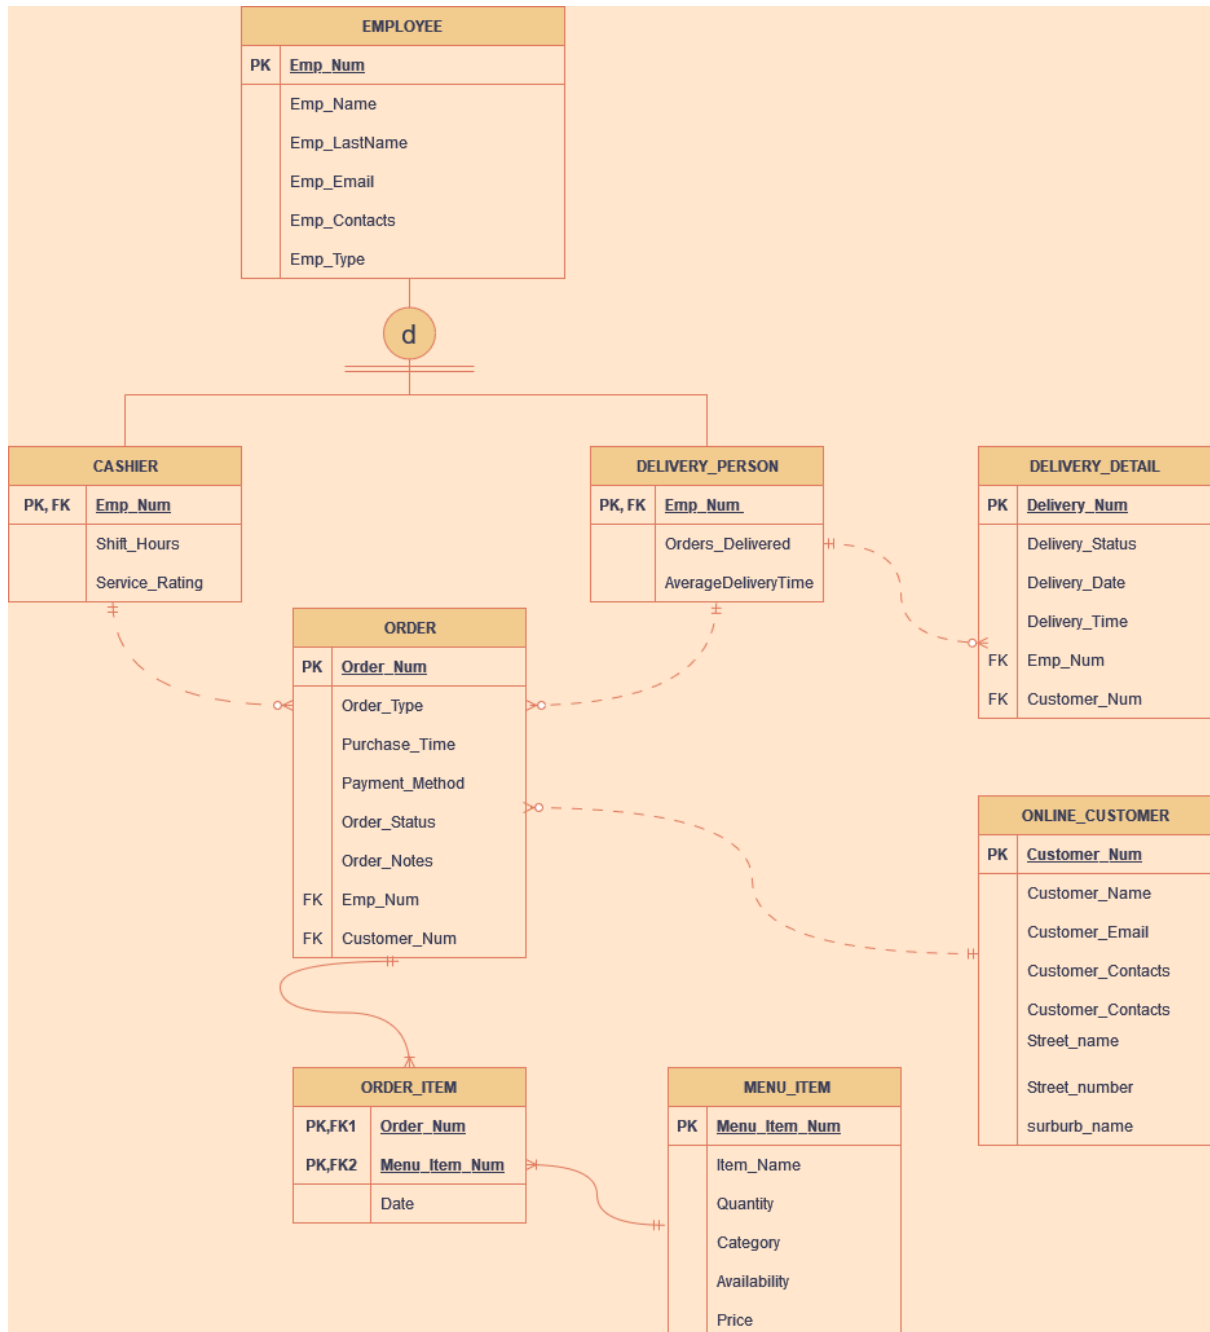 EMPLOYEE
PK Emp_Num
Emp_Name
Emp_LastName
Emp_Email
Emp_Contacts
Emp_Type
d
CASHIER
PK, FK Emp_Num
Shift_Hours
Service_Rating
DELIVERY_PERSON
PK, FK Emp_Num
Orders_Delivered
AverageDeliveryTime
DELIVERY_DETAIL
PK Delivery_Num
Delivery_Status
Delivery_Date
Delivery_Time
FK Emp_Num
FK Customer_Num
ORDER
PK Order_Num
Order_Type
Purchase_Time
Payment_Method
Order_Status
Order_Notes
FK Emp_Num
FK Customer_Num
ONLINE_CUSTOMER
PK Customer_Num
Customer_Name
Customer_Email
Customer_Contacts
Customer_Contacts
Street_name
Street_number
surburb_name
ORDER_ITEM
PK,FK1 Order_Num
PK,FK2 Menu_Item_Num
Date
MENU_ITEM
PK Menu_Item_Num
Item_Name
Quantity
Category
Availability
Price